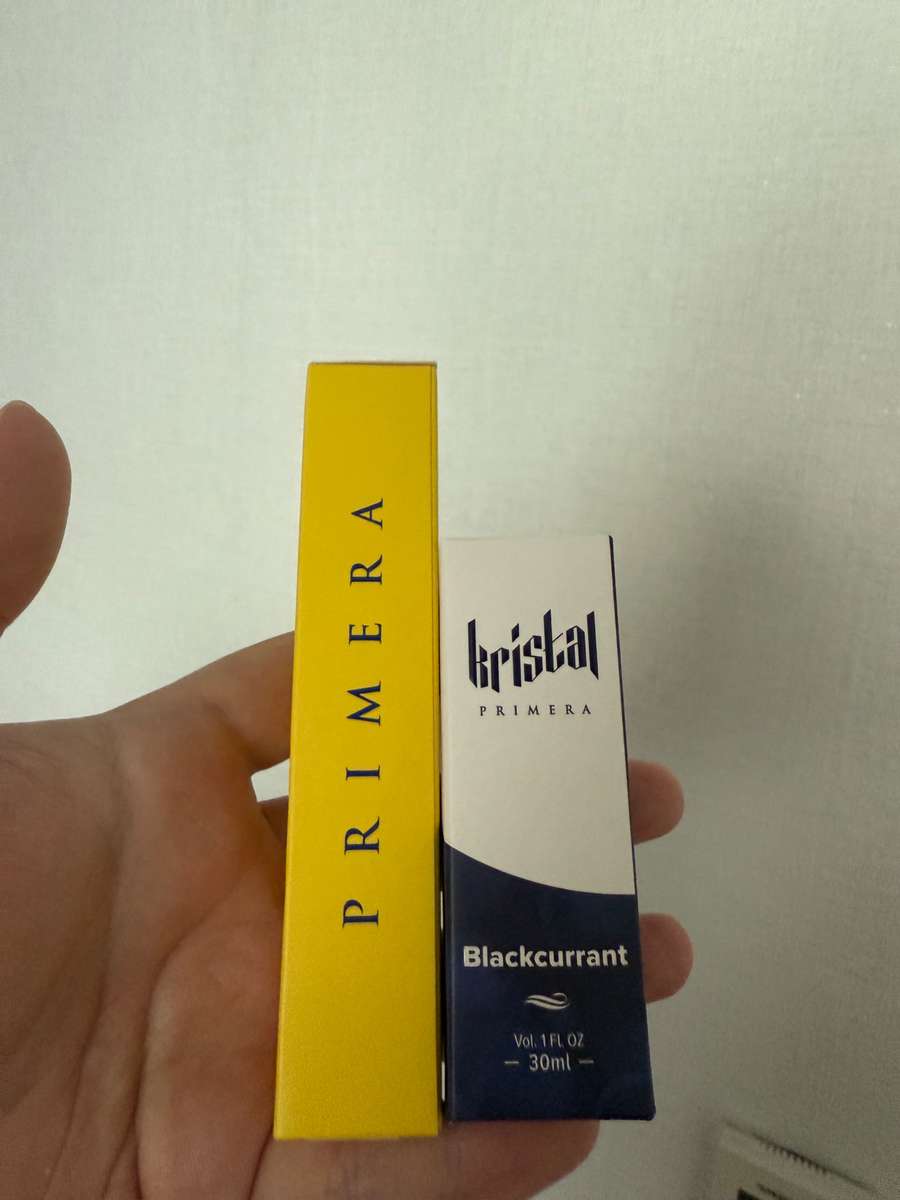 PRIMERA
kristal
PRIMERA
Blackcurrant
Vol. 1 FL OZ
– 30ml –